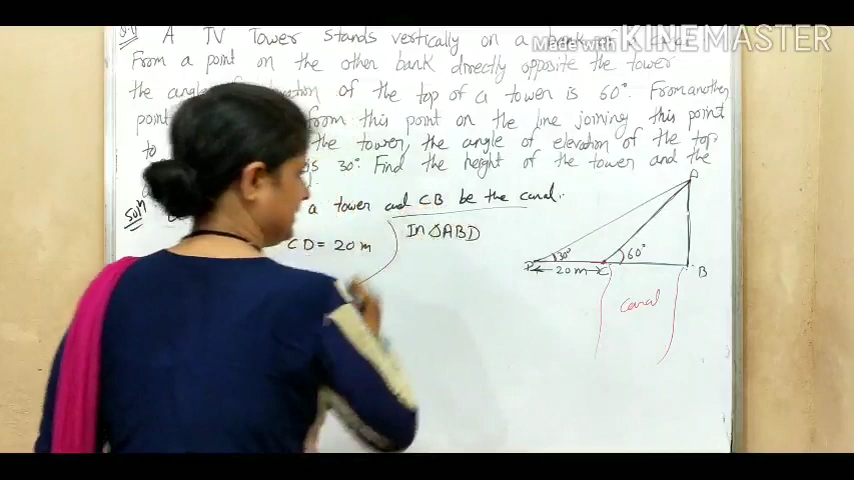 Q.4 A TV Tower stands vertically on a bank of
Made with KINEMASTER
From a point on the other bank directly opposite the tower
the angle of elevation of the top of a tower is 60°. From another
point from this point on the line joining this point
to the tower, the angle of elevation of the top
is 30°. Find the height of the tower and the
Soln a tower and CB be the canal.
CD = 20 m
In △ABD
A
30°
60°
D
20 m
C
B
canal